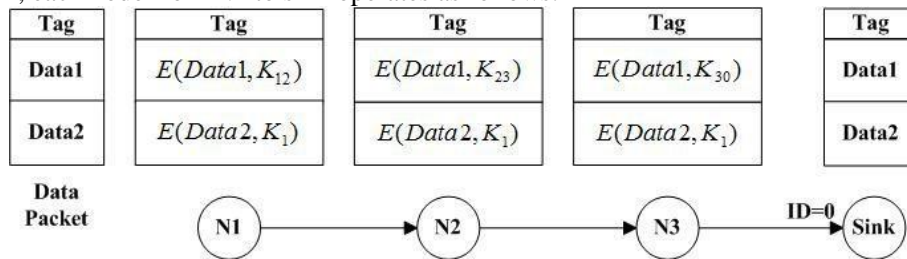 Tag Tag Tag Tag Tag
Data1 E(Data1, K₁₂) E(Data1, K₂₃) E(Data1, K₃₀) Data1
Data2 E(Data2, K₁) E(Data2, K₁) E(Data2, K₁) Data2
Data
Packet
ID=0
N1 N2 N3 Sink